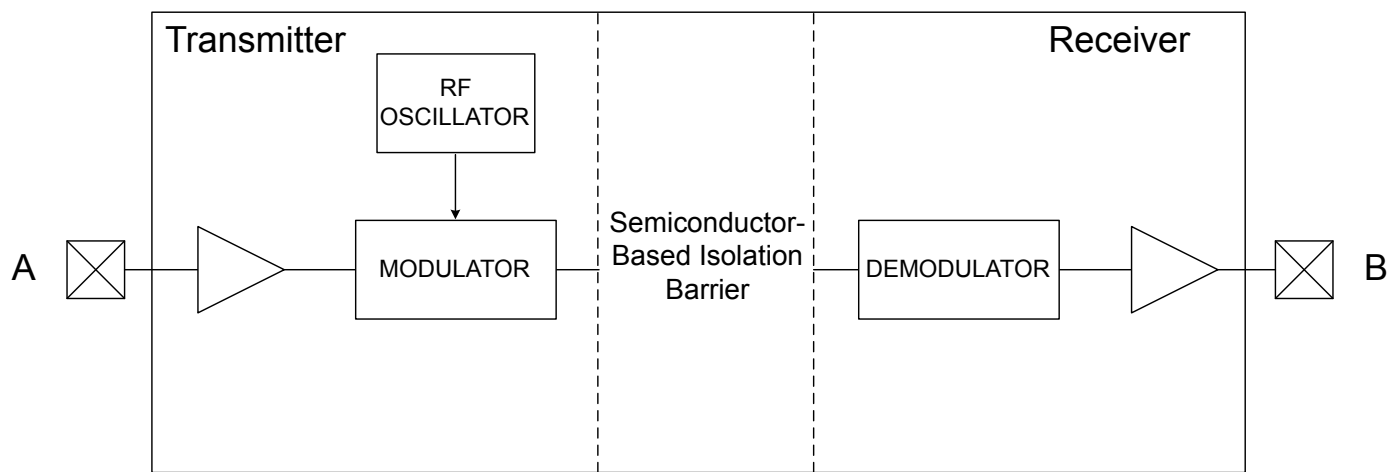 Transmitter
Receiver
RF
OSCILLATOR
A
MODULATOR
Semiconductor-
Based Isolation
Barrier
DEMODULATOR
B